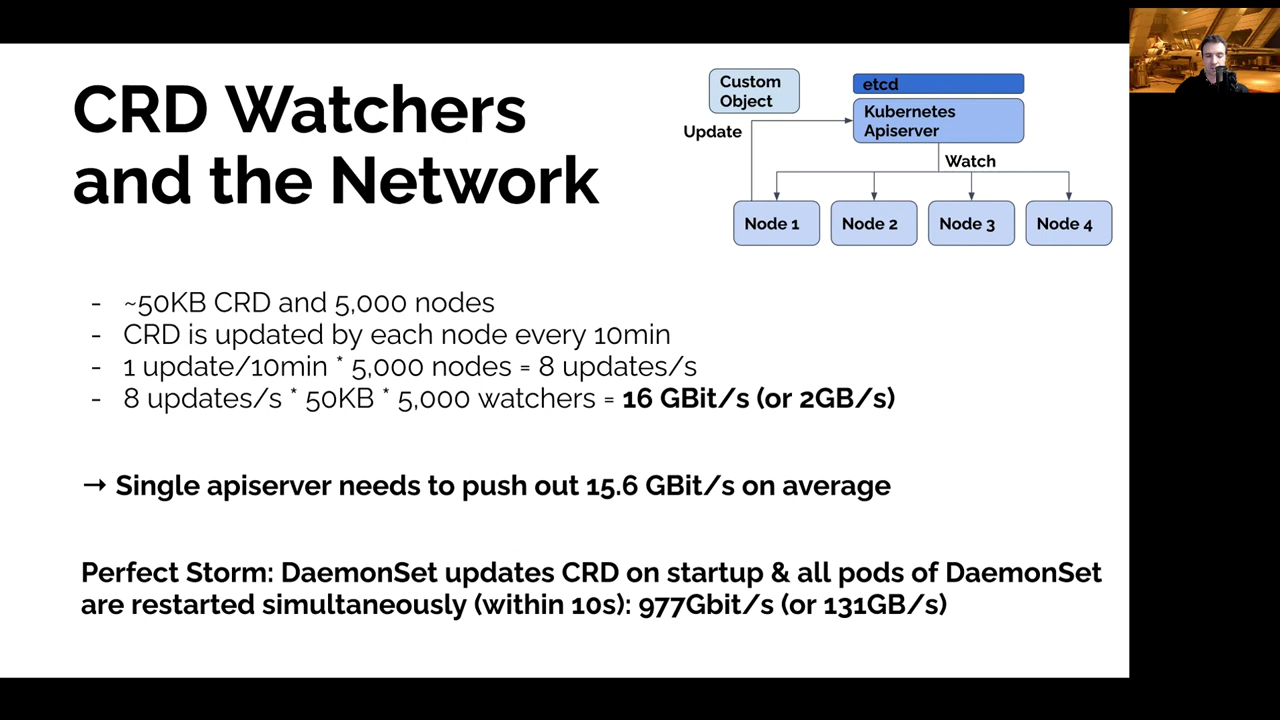 CRD Watchers
and the Network
Custom
Object
etcd
Kubernetes
Apiserver
Update
Watch
Node 1
Node 2
Node 3
Node 4
- ~50KB CRD and 5,000 nodes
- CRD is updated by each node every 10min
- 1 update/10min * 5,000 nodes = 8 updates/s
- 8 updates/s * 50KB * 5,000 watchers = 16 GBit/s (or 2GB/s)
→ Single apiserver needs to push out 15.6 GBit/s on average
Perfect Storm: DaemonSet updates CRD on startup & all pods of DaemonSet
are restarted simultaneously (within 10s): 977Gbit/s (or 131GB/s)